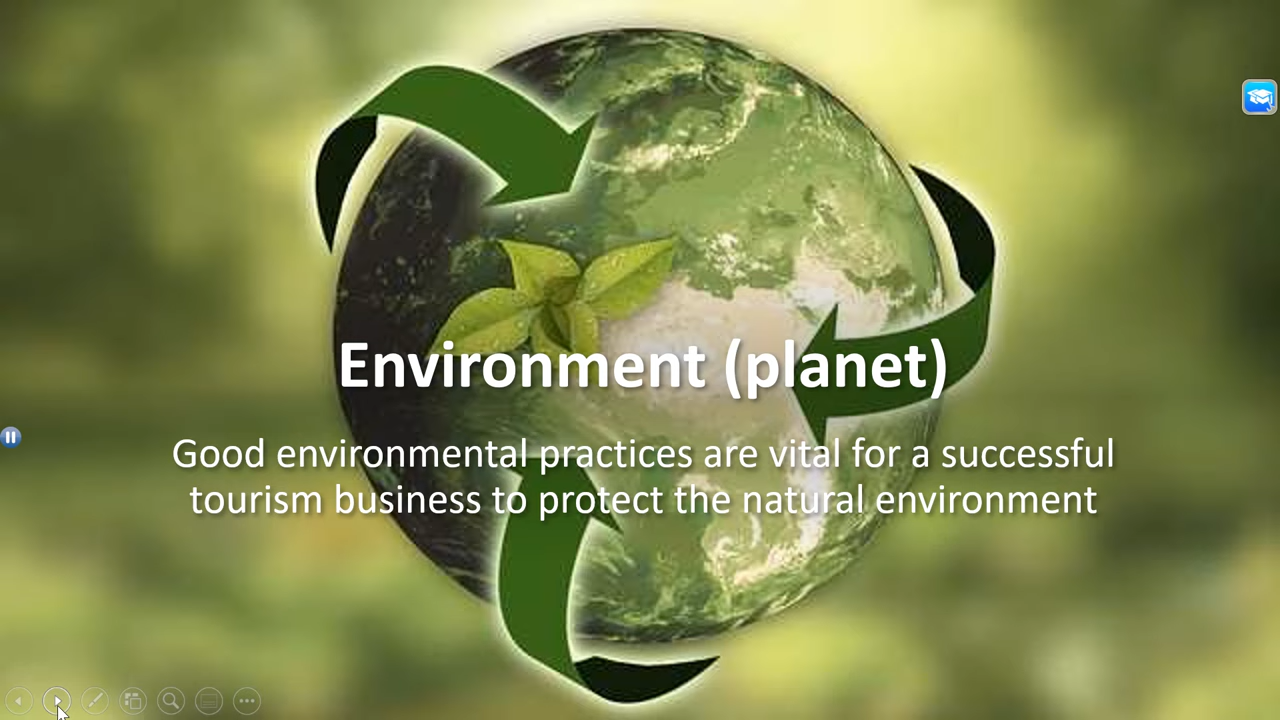 Environment (planet)
Good environmental practices are vital for a successful
tourism business to protect the natural environment